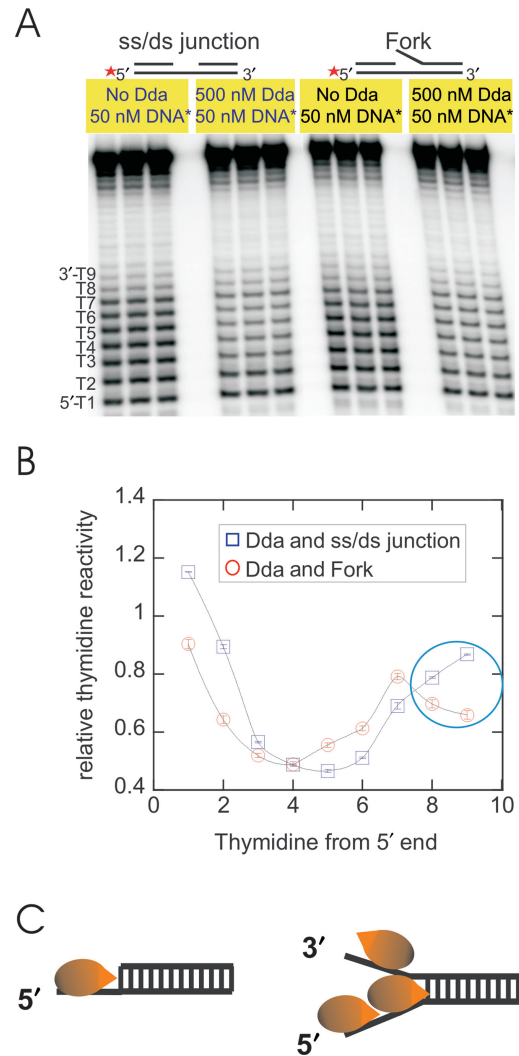 A
ss/ds junction
Fork
★5′
3′
★5′
3′
No Dda
50 nM DNA*
500 nM Dda
50 nM DNA*
No Dda
50 nM DNA*
500 nM Dda
50 nM DNA*
3′-T9
T8
T7
T6
T5
T4
T3
T2
5′-T1
B
1.4
1.2
1
0.8
0.6
0.4
relative thymidine reactivity
Dda and ss/ds junction
Dda and Fork
0 2 4 6 8 10
Thymidine from 5′ end
C
5′
3′
5′